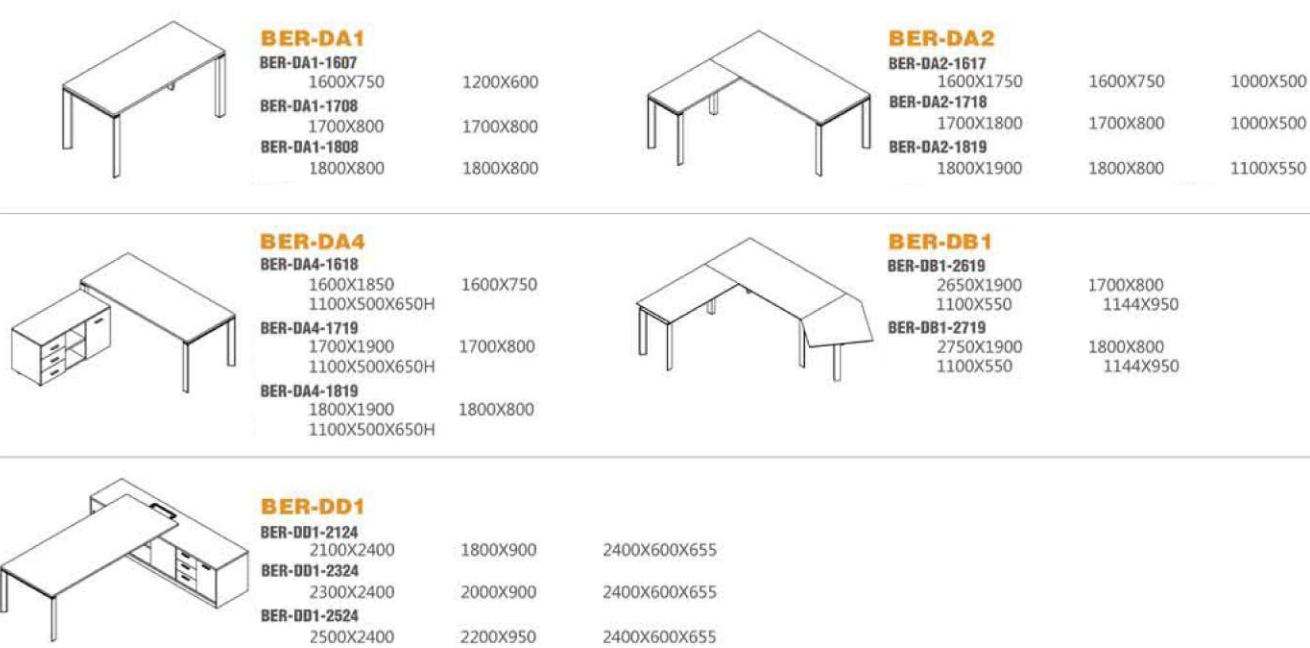 BER-DA1
BER-DA1-1607
1600X750 1200X600
BER-DA1-1708
1700X800 1700X800
BER-DA1-1808
1800X800 1800X800
BER-DA2
BER-DA2-1617
1600X1750 1600X750 1000X500
BER-DA2-1718
1700X1800 1700X800 1000X500
BER-DA2-1819
1800X1900 1800X800 1100X550
BER-DA4
BER-DA4-1618
1600X1850 1600X750
1100X500X650H
BER-DA4-1719
1700X1900 1700X800
1100X500X650H
BER-DA4-1819
1800X1900 1800X800
1100X500X650H
BER-DB1
BER-DB1-2619
2650X1900 1700X800
1100X550 1144X950
BER-DB1-2719
2750X1900 1800X800
1100X550 1144X950
BER-DD1
BER-DD1-2124
2100X2400 1800X900 2400X600X655
BER-DD1-2324
2300X2400 2000X900 2400X600X655
BER-DD1-2524
2500X2400 2200X950 2400X600X655